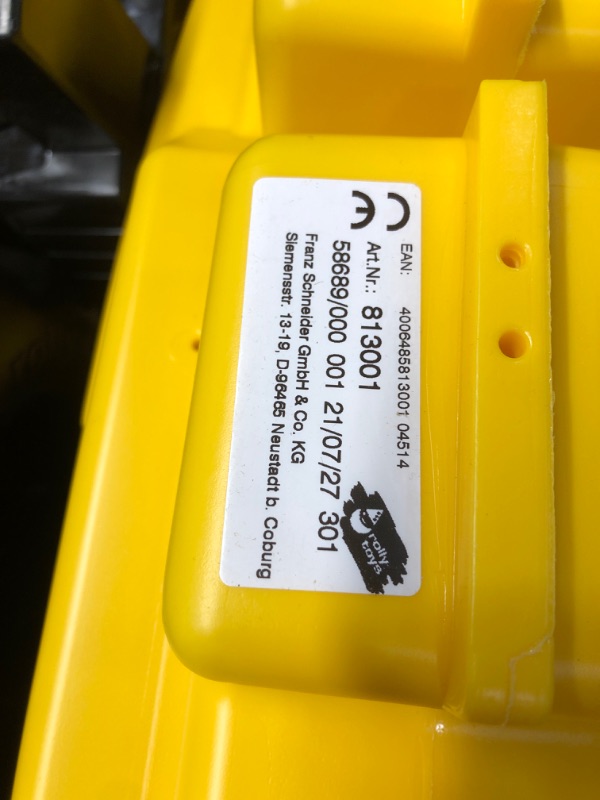 EAN: 4006485813001 04514
Art.Nr.: 813001
58689/000 001 21/07/27 301
Franz Schneider GmbH & Co. KG
Siemensstr. 13-19, D-96465 Neustadt b. Coburg
rolly
toys